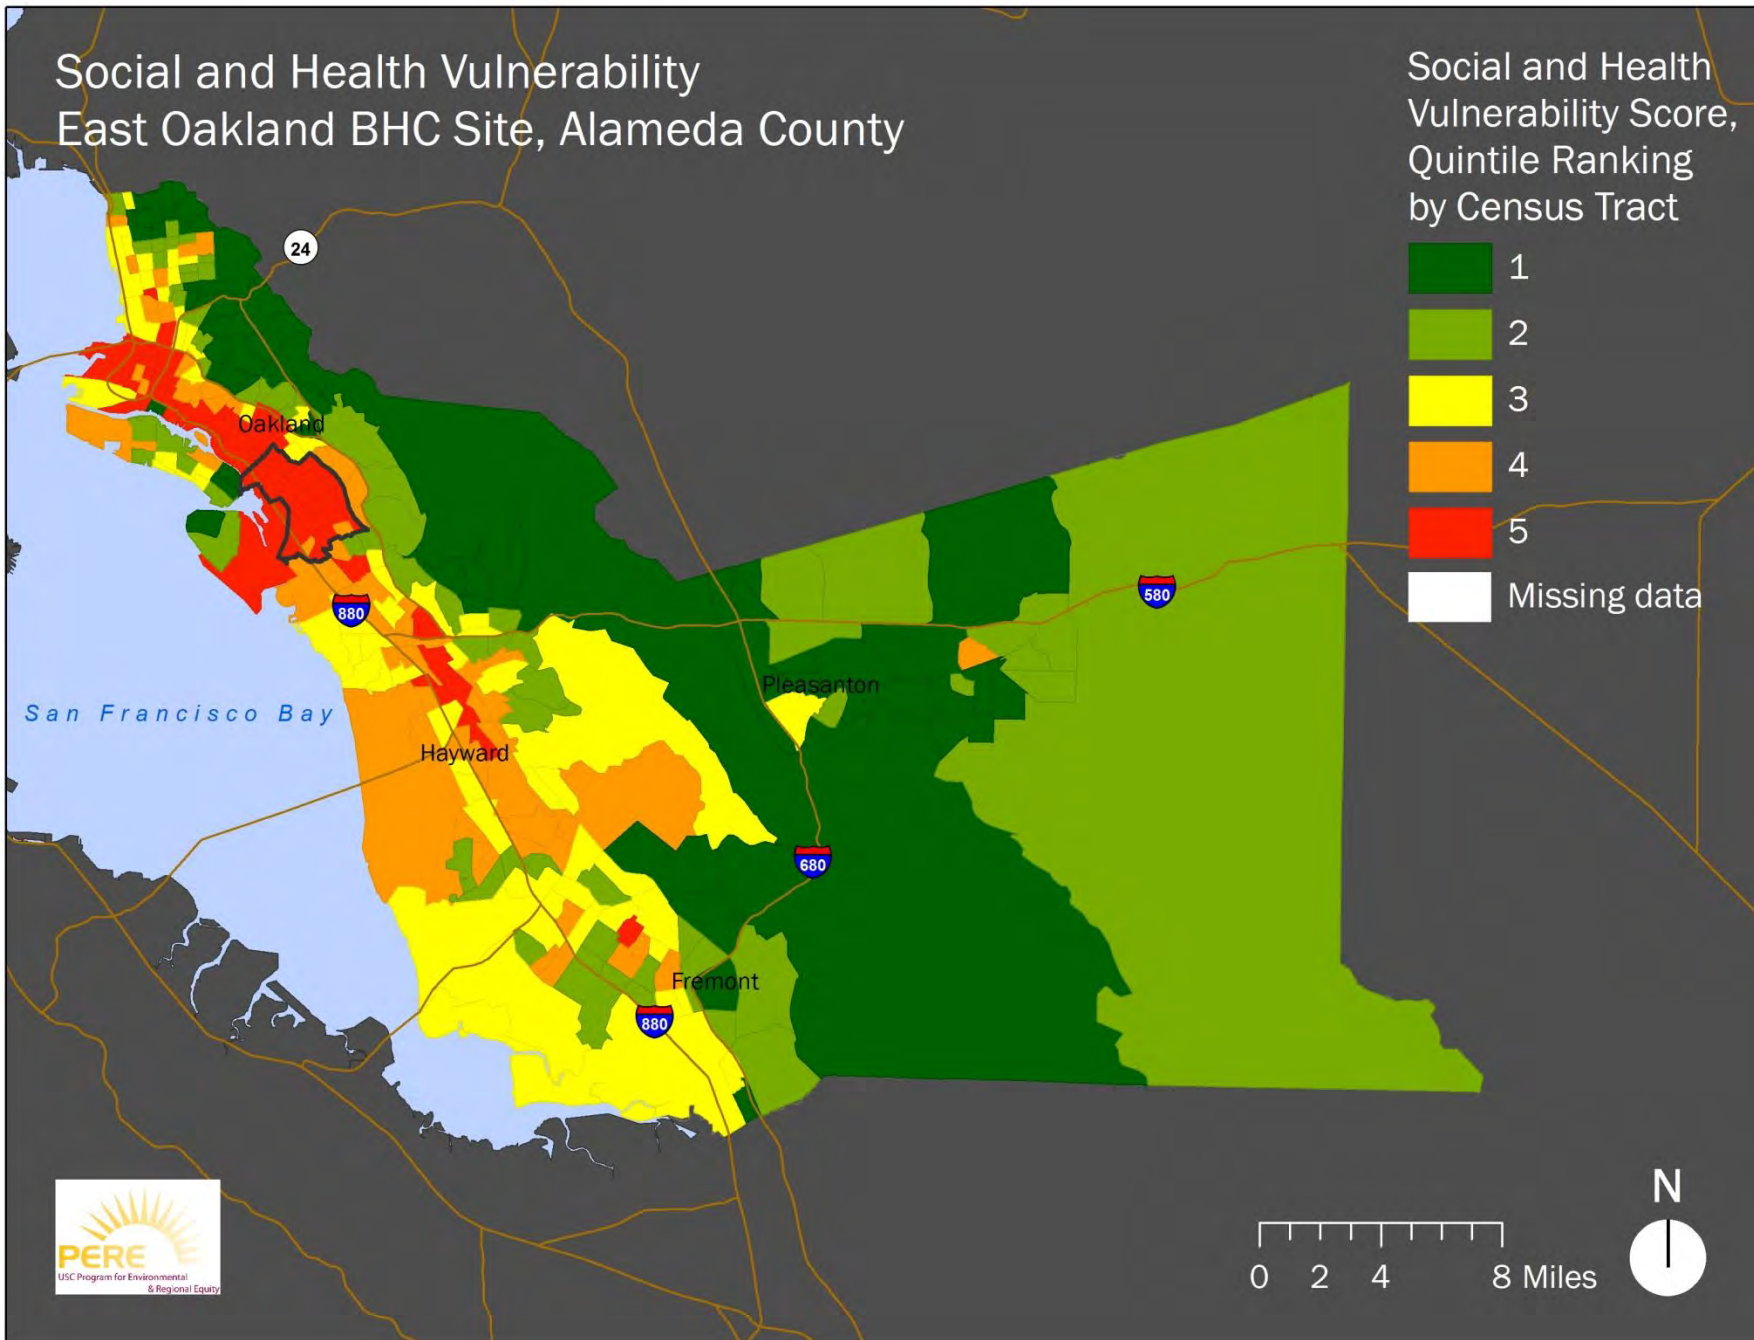 Social and Health Vulnerability
East Oakland BHC Site, Alameda County
Social and Health
Vulnerability Score,
Quintile Ranking
by Census Tract
1
2
3
4
5
Missing data
24
Oakland
880
580
Pleasanton
San Francisco Bay
Hayward
680
Fremont
880
PERE
USC Program for Environmental
& Regional Equity
N
0 2 4 8 Miles